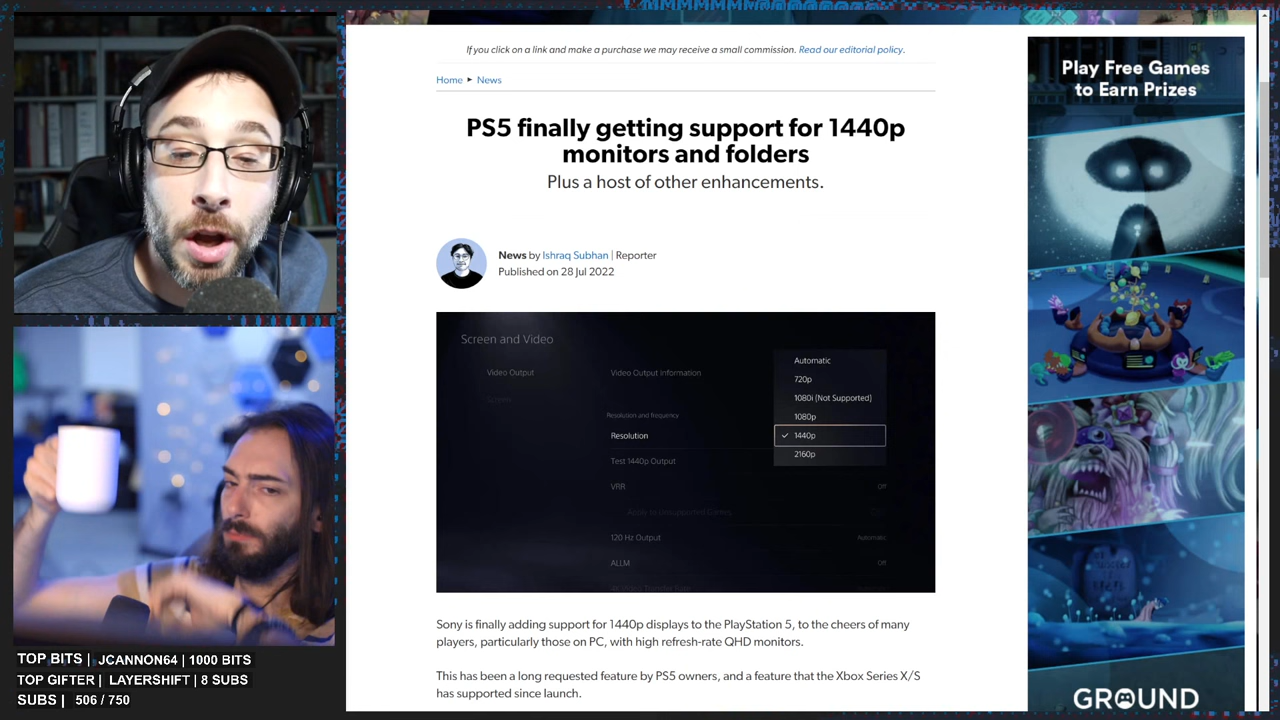 If you click on a link and make a purchase we may receive a small commission. Read our editorial policy.
Home ▸ News
PS5 finally getting support for 1440p
monitors and folders
Plus a host of other enhancements.
News by Ishraq Subhan | Reporter
Published on 28 Jul 2022
Screen and Video
Video Output
Screen
Video Output Information
Resolution and frequency
Resolution
Test 1440p Output
VRR
Off
Apply to Unsupported Games
120 Hz Output
Automatic
ALLM
Off
Automatic
720p
1080i (Not Supported)
1080p
✓ 1440p
2160p
Sony is finally adding support for 1440p displays to the PlayStation 5, to the cheers of many
players, particularly those on PC, with high refresh-rate QHD monitors.
This has been a long requested feature by PS5 owners, and a feature that the Xbox Series X/S
has supported since launch.
Play Free Games
to Earn Prizes
GROUND
TOP BITS | JCANNON64 | 1000 BITS
TOP GIFTER | LAYERSHIFT | 8 SUBS
SUBS | 506 / 750